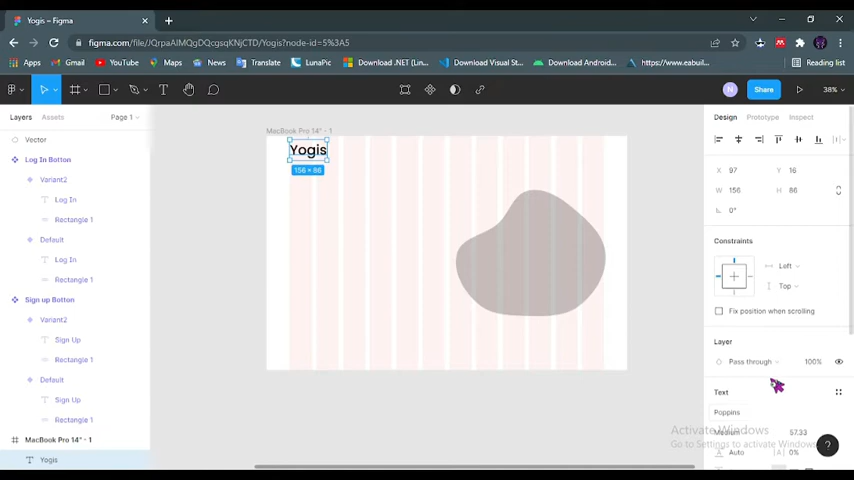 Yogis – Figma
figma.com/file/JQrpaAIMQgDQcgsqKNjCTD/Yogis?node-id=5%3A5
Apps Gmail YouTube Maps News Translate LunaPic Download .NET (Lin... Download Visual Stu... Download Android... https://www.eabuil... Reading list
N Share 38%
Layers Assets Page 1 Design Prototype Inspect
MacBook Pro 14" - 1
Vector
Yogis
Log In Botton
156 × 86
X 97 Y 16
Variant2
W 156 H 86
Log In
0°
Rectangle 1
Default
Constraints
Log In
Left
Rectangle 1
Top
Sign up Botton
Fix position when scrolling
Variant2
Sign Up
Layer
Rectangle 1
Pass through 100%
Default
Text
Sign Up
Poppins
Rectangle 1
Activate Windows
Medium 57,33
MacBook Pro 14" - 1
Go to Settings to activate Windows.
?
Auto A 0%
Yogis